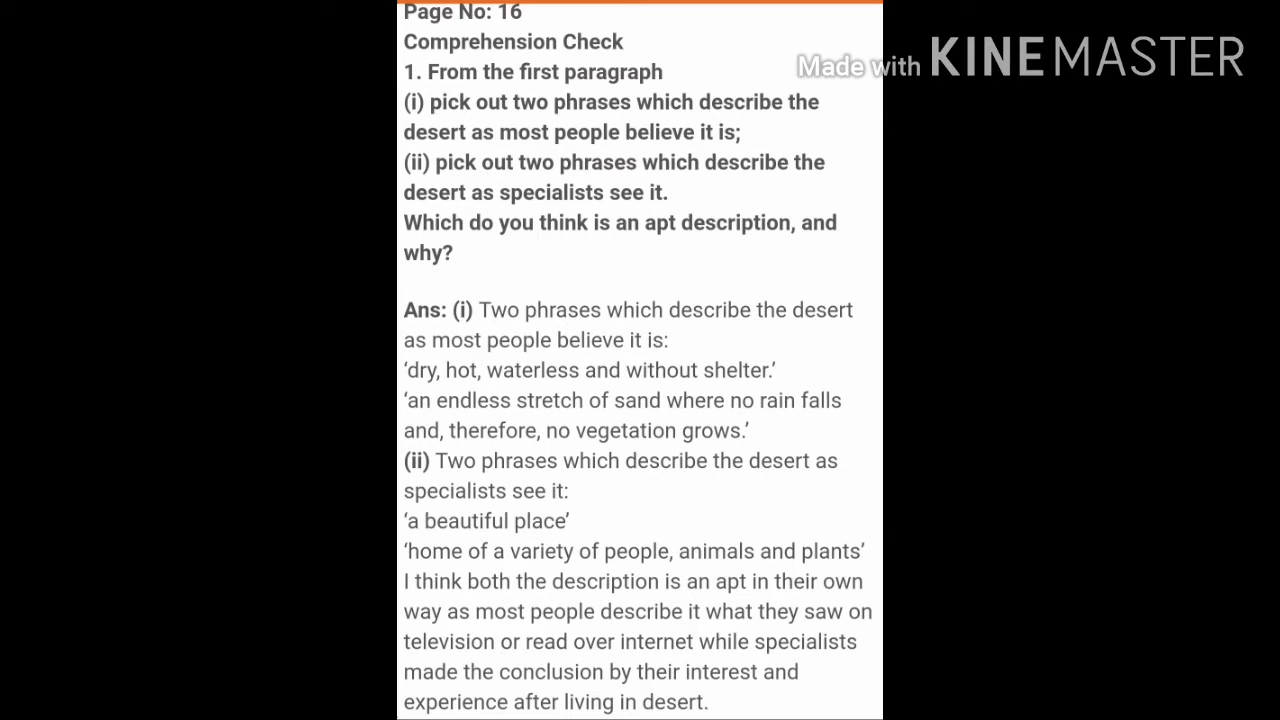 Page No: 16
Comprehension Check
Made with KINEMASTER
1. From the first paragraph
(i) pick out two phrases which describe the
desert as most people believe it is;
(ii) pick out two phrases which describe the
desert as specialists see it.
Which do you think is an apt description, and
why?
Ans: (i) Two phrases which describe the desert
as most people believe it is:
‘dry, hot, waterless and without shelter.’
‘an endless stretch of sand where no rain falls
and, therefore, no vegetation grows.’
(ii) Two phrases which describe the desert as
specialists see it:
‘a beautiful place’
‘home of a variety of people, animals and plants’
I think both the description is an apt in their own
way as most people describe it what they saw on
television or read over internet while specialists
made the conclusion by their interest and
experience after living in desert.